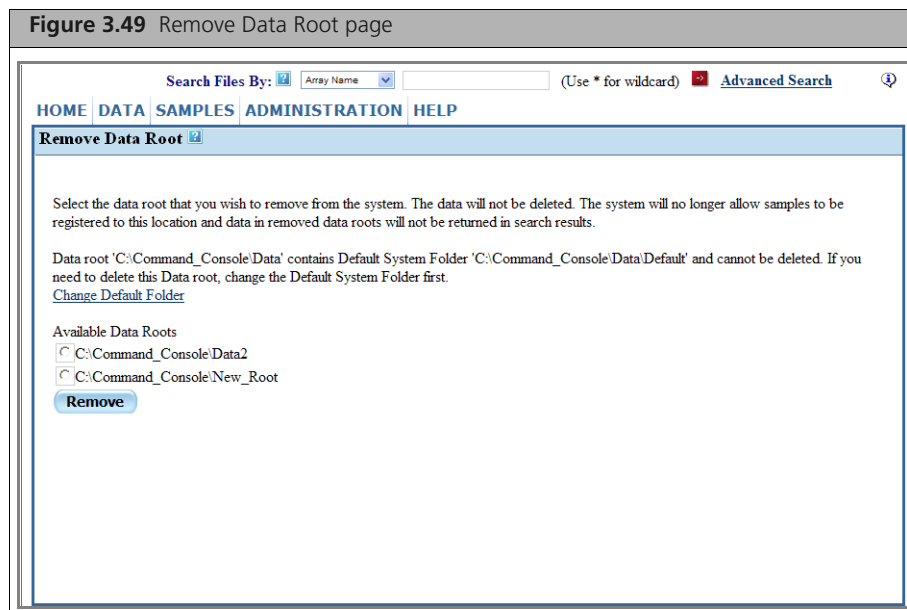 Figure 3.49 Remove Data Root page
Search Files By: ? Array Name (Use * for wildcard) Advanced Search
HOME DATA SAMPLES ADMINISTRATION HELP
Remove Data Root ?
Select the data root that you wish to remove from the system. The data will not be deleted. The system will no longer allow samples to be
registered to this location and data in removed data roots will not be returned in search results.
Data root 'C:\Command_Console\Data' contains Default System Folder 'C:\Command_Console\Data\Default' and cannot be deleted. If you
need to delete this Data root, change the Default System Folder first.
Change Default Folder
Available Data Roots
C:\Command_Console\Data2
C:\Command_Console\New_Root
Remove